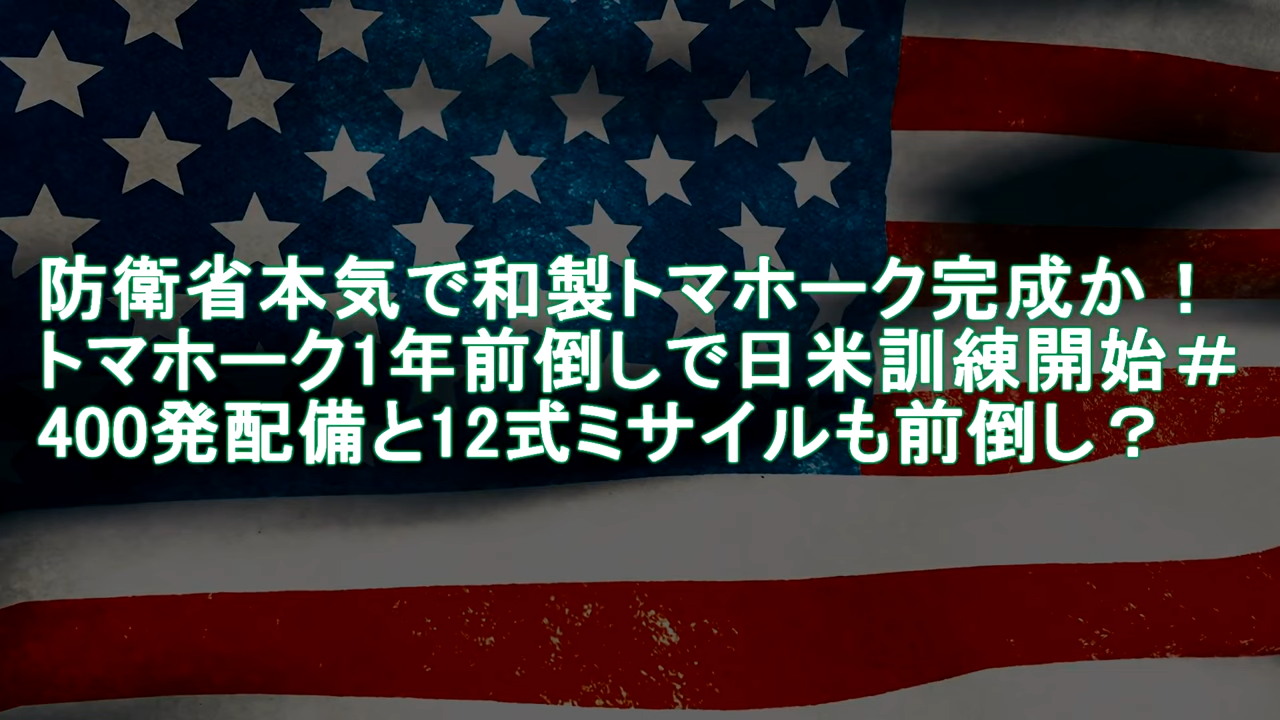 防衛省本気で和製トマホーク完成か！
トマホーク1年前倒しで日米訓練開始＃
400発配備と12式ミサイルも前倒し？